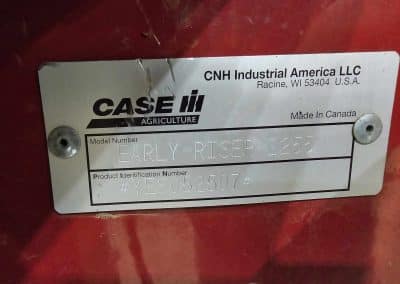 CNH Industrial America LLC
Racine, WI 53404 U.S.A.
CASE IH
AGRICULTURE
Made In Canada
Model Number
EARLY RISER
Product Identification Number